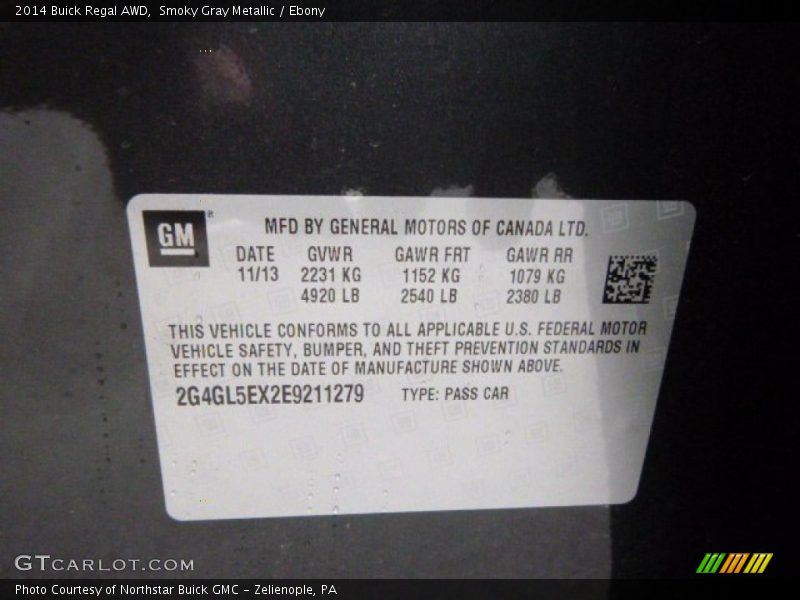 2014 Buick Regal AWD,  Smoky Gray Metallic / Ebony
GM®
MFD BY GENERAL MOTORS OF CANADA LTD.
DATE GVWR GAWR FRT GAWR RR
11/13 2231 KG 1152 KG 1079 KG
4920 LB 2540 LB 2380 LB
THIS VEHICLE CONFORMS TO ALL APPLICABLE U.S. FEDERAL MOTOR
VEHICLE SAFETY, BUMPER, AND THEFT PREVENTION STANDARDS IN
EFFECT ON THE DATE OF MANUFACTURE SHOWN ABOVE.
2G4GL5EX2E9211279 TYPE: PASS CAR
GTCARLOT.COM
Photo Courtesy of Northstar Buick GMC - Zelienople, PA